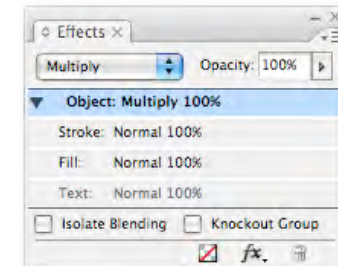 Effects
Multiply Opacity: 100%
Object: Multiply 100%
Stroke: Normal 100%
Fill: Normal 100%
Text: Normal 100%
Isolate Blending Knockout Group
fx.